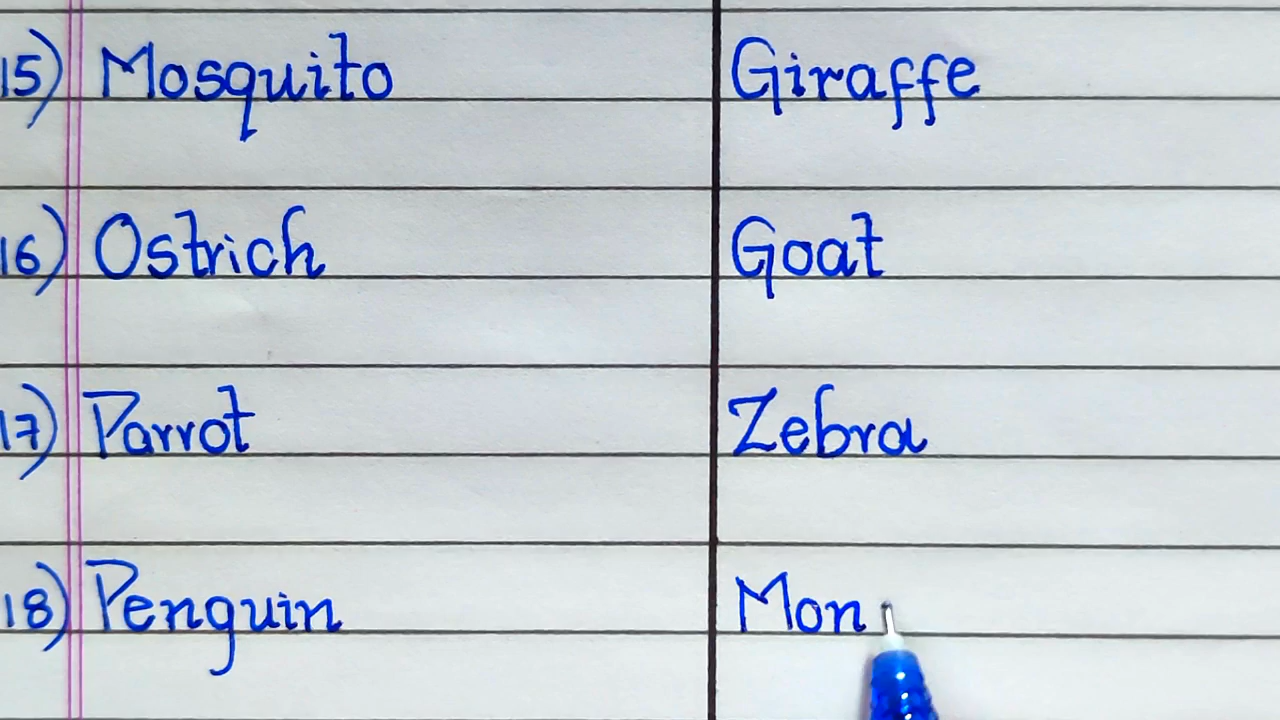 15) Mosquito Giraffe
16) Ostrich Goat
17) Parrot Zebra
18) Penguin Mon